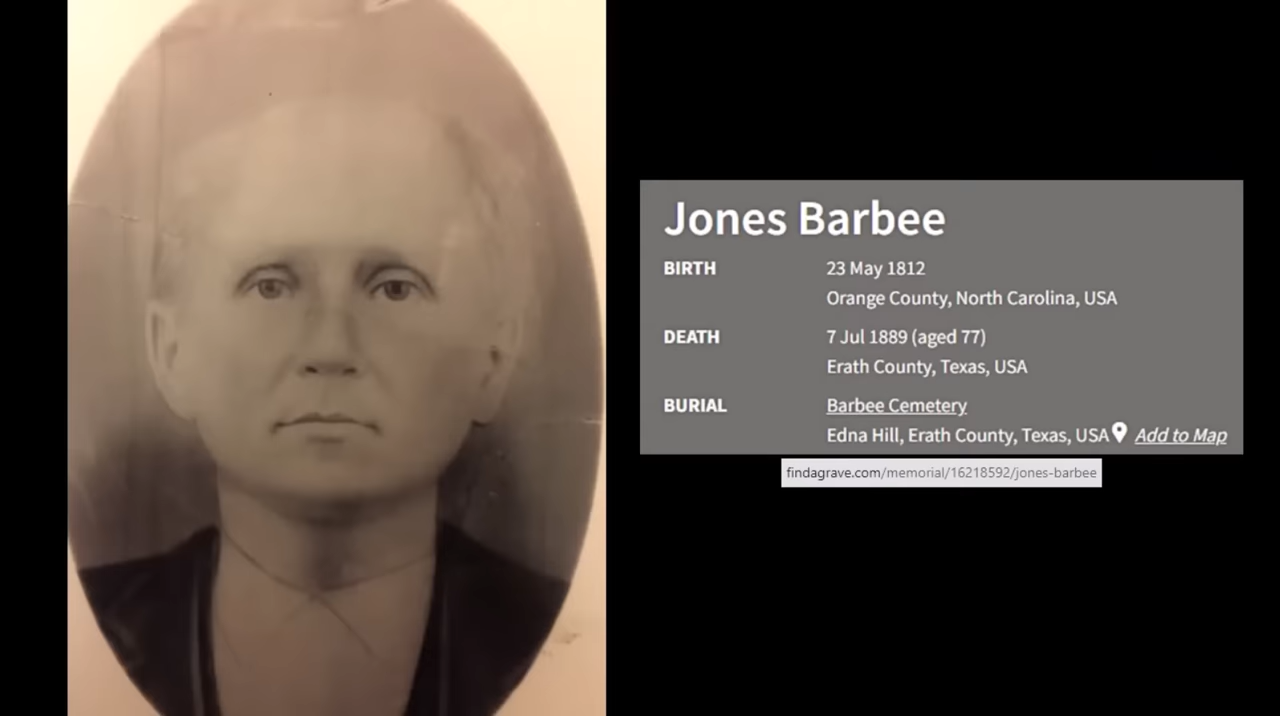 Jones Barbee
BIRTH 23 May 1812
Orange County, North Carolina, USA
DEATH 7 Jul 1889 (aged 77)
Erath County, Texas, USA
BURIAL Barbee Cemetery
Edna Hill, Erath County, Texas, USA Add to Map
findagrave.com/memorial/16218592/jones-barbee